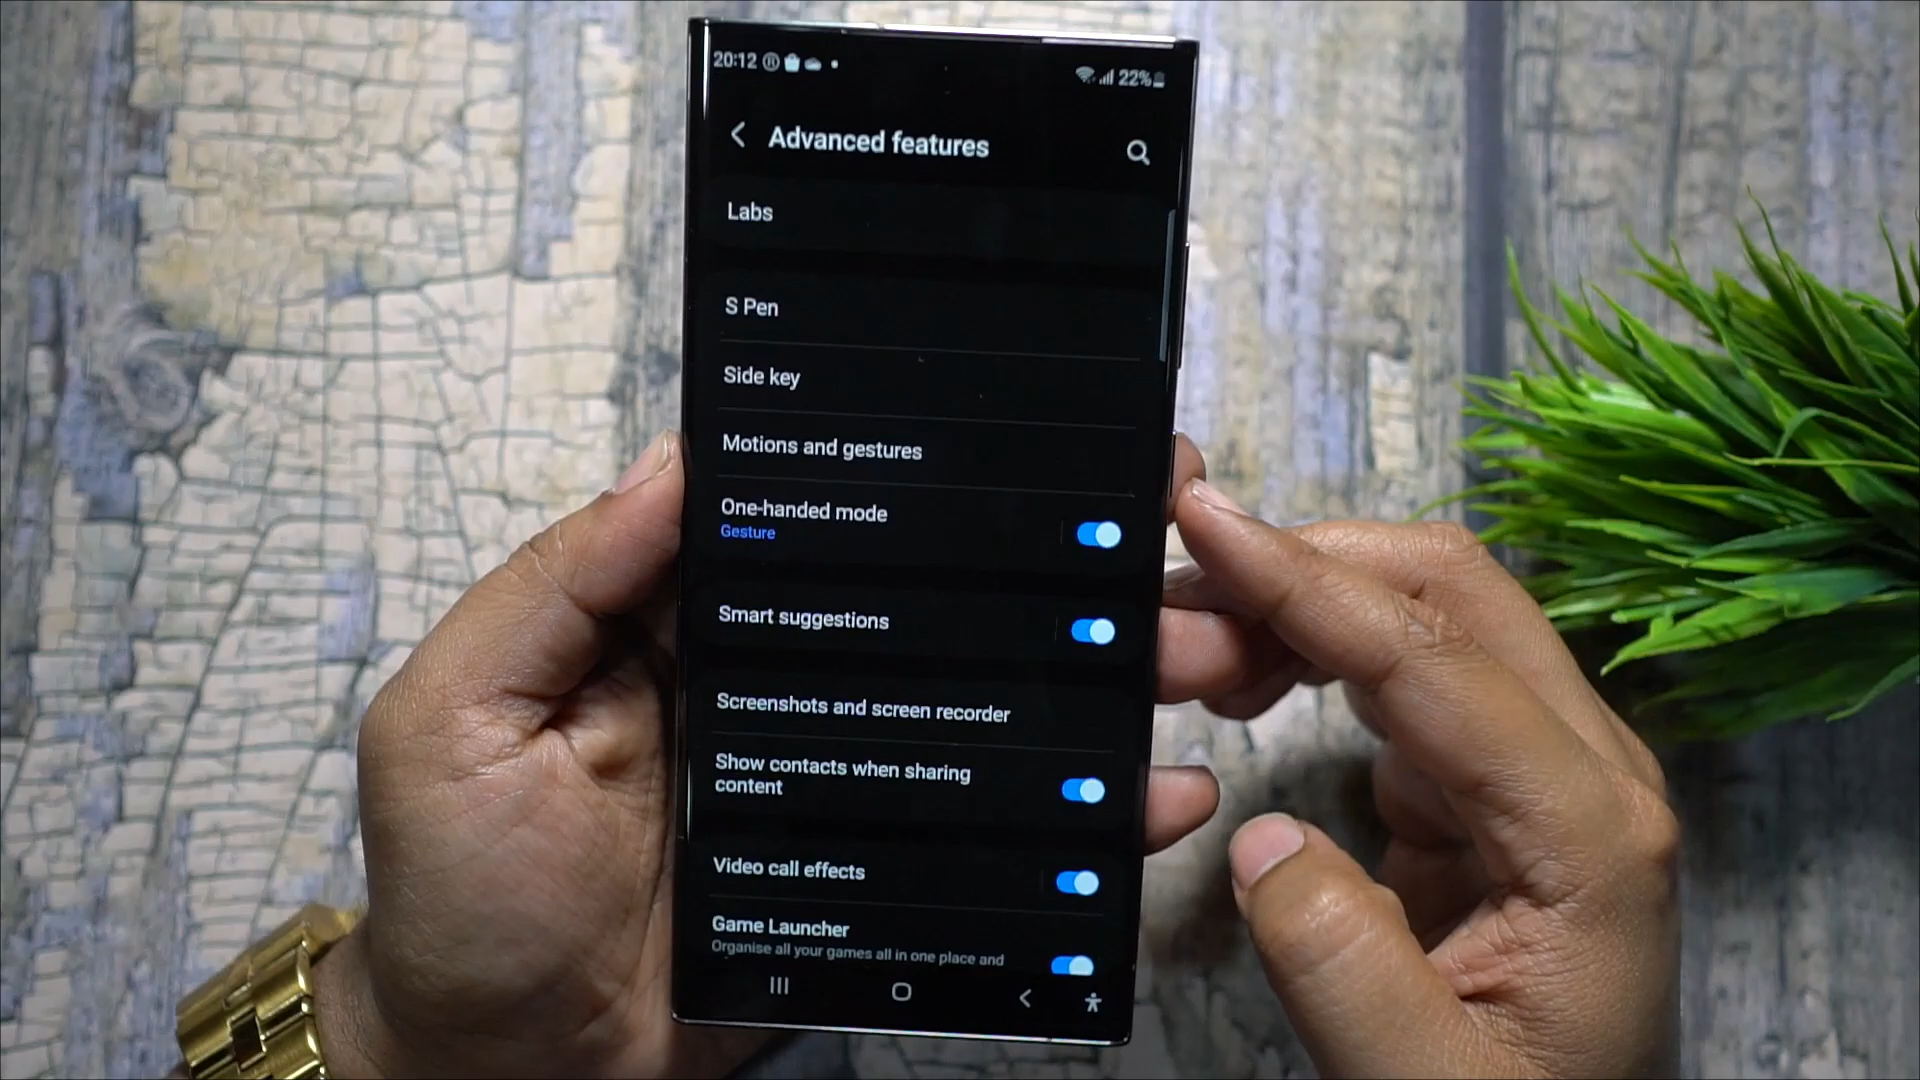 20:12
22%
Advanced features
Labs
S Pen
Side key
Motions and gestures
One-handed mode
Gesture
Smart suggestions
Screenshots and screen recorder
Show contacts when sharing
content
Video call effects
Game Launcher
Organise all your games all in one place and